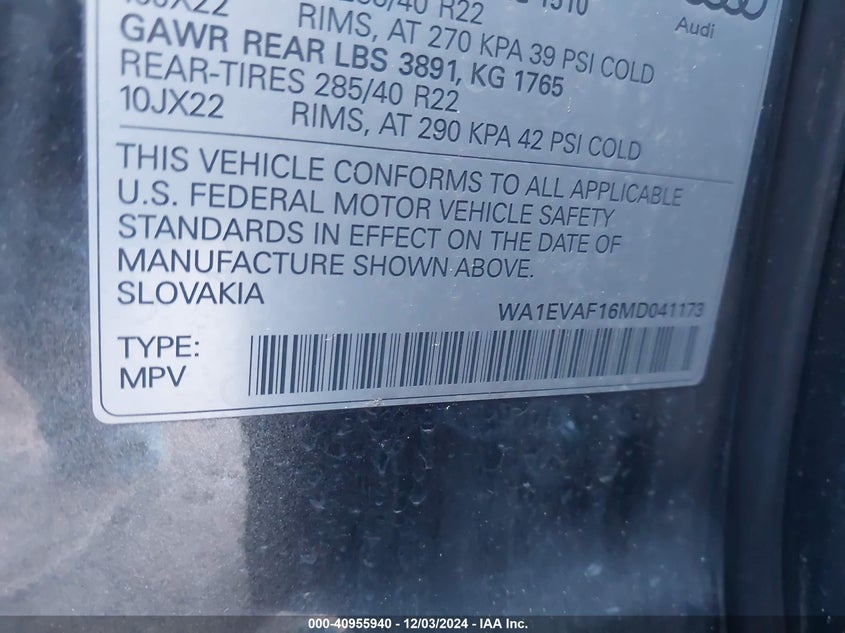 RIMS, AT 270 KPA 39 PSI COLD
GAWR REAR LBS 3891, KG 1765
REAR-TIRES 285/40 R22
10JX22 RIMS, AT 290 KPA 42 PSI COLD
THIS VEHICLE CONFORMS TO ALL APPLICABLE
U.S. FEDERAL MOTOR VEHICLE SAFETY
STANDARDS IN EFFECT ON THE DATE OF
MANUFACTURE SHOWN ABOVE.
SLOVAKIA
WA1EVAF16MD041173
TYPE:
MPV
Audi
000-40955940 - 12/03/2024 - IAA Inc.